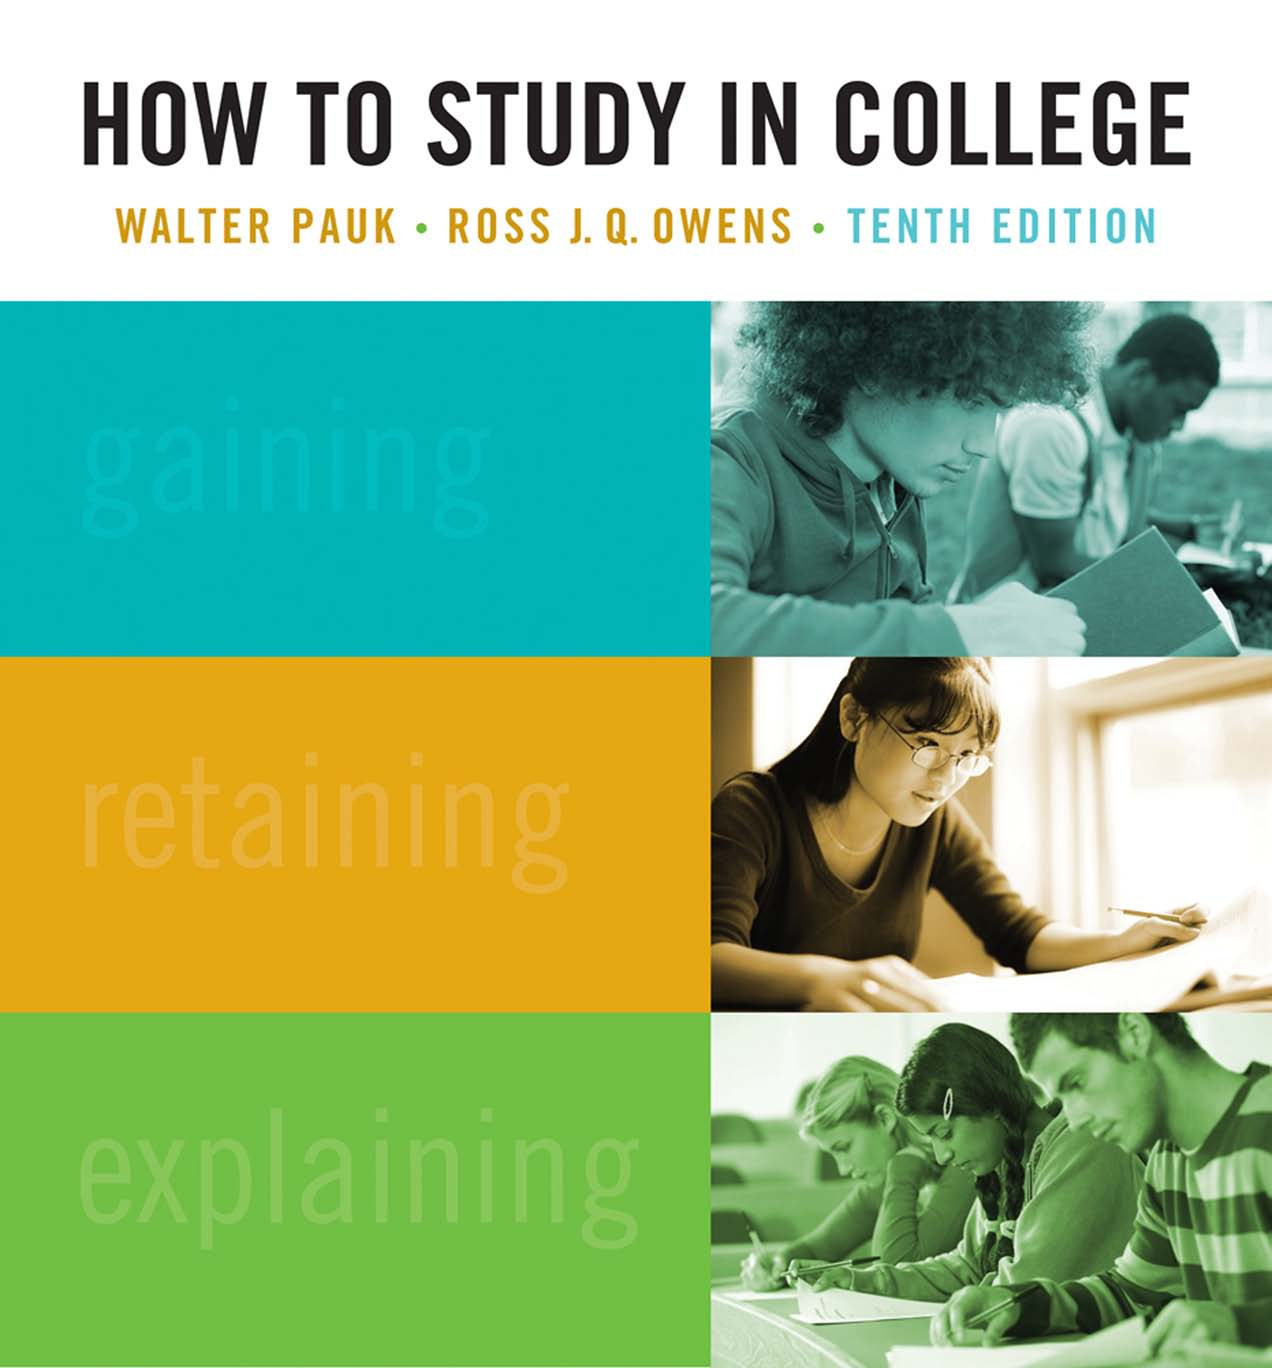 HOW TO STUDY IN COLLEGE
WALTER PAUK • ROSS J. Q. OWENS • TENTH EDITION
gaining
retaining
explaining